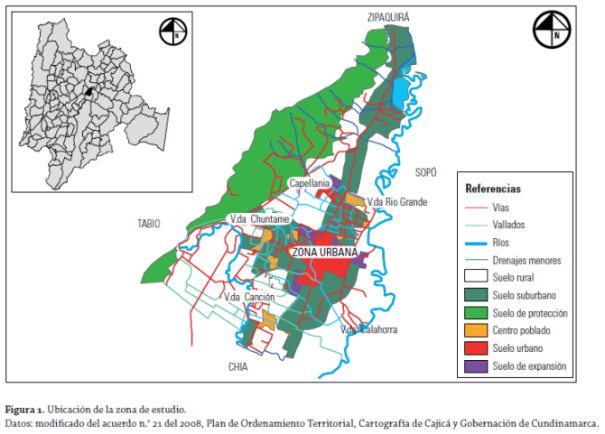 ZIPAQUIRÁ
N
N
SOPÓ
Capellania
V.da Rio Grande
TABIO
V.da Chuntame
ZONA URBANA
V.da Canción
V.da Calahorra
CHIA
Referencias
Vías
Vallados
Ríos
Drenajes menores
Suelo rural
Suelo suburbano
Suelo de protección
Centro poblado
Suelo urbano
Suelo de expansión
Figura 1. Ubicación de la zona de estudio.
Datos: modificado del acuerdo n.° 21 del 2008, Plan de Ordenamiento Territorial, Cartografía de Cajicá y Gobernación de Cundinamarca.